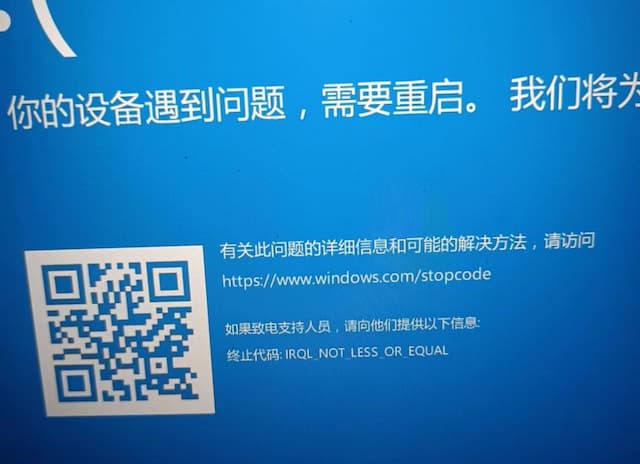 :(
你的设备遇到问题，需要重启。 我们将为
有关此问题的详细信息和可能的解决方法，请访问
https://www.windows.com/stopcode
如果致电支持人员，请向他们提供以下信息:
终止代码: IRQL_NOT_LESS_OR_EQUAL